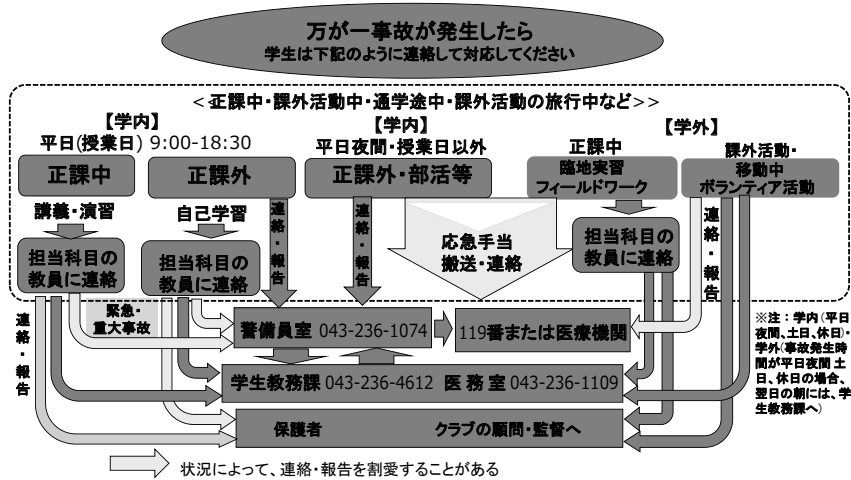 万が一事故が発生したら
学生は下記のように連絡して対応してください
<<正課中・課外活動中・通学途中・課外活動の旅行中など>>
【学内】
平日(授業日) 9:00-18:30
【学内】
平日夜間・授業日以外
【学外】
正課中
課外活動・
移動中
ボランティア活動
正課中
正課外
正課外・部活等
臨地実習
フィールドワーク
講義・演習
自己学習
連絡・報告
連絡・報告
応急手当
搬送・連絡
連絡・報告
担当科目の
教員に連絡
担当科目の
教員に連絡
担当科目の
教員に連絡
緊急・
重大事故
連絡・報告
警備員室 043-236-1074
119番または医療機関
※注：学内(平日
夜間、土日、休日)・
学外(事故発生時
間が平日夜間 土
日、休日の場合、
翌日の朝には、学
生教務課へ)
学生教務課 043-236-4612 医務室 043-236-1109
保護者 クラブの顧問・監督へ
状況によって、連絡・報告を割愛することがある